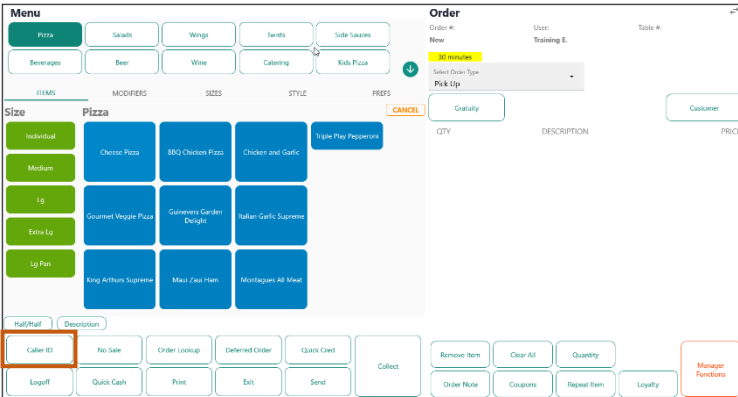 Menu
Order
Pizza
Salads
Wings
Twists
Side Sauces
Order #:
User:
Table #:
New
Training E.
Beverages
Beer
Wine
Catering
Kids Pizza
30 minutes
Select Order Type
Pick Up
ITEMS
MODIFIERS
SIZES
STYLE
PREFS
Size
Pizza
CANCEL
Gratuity
Customer
QTY
DESCRIPTION
PRIC
Individual
Medium
Lg
Extra Lg
Lg Pan
Cheese Pizza
BBQ Chicken Pizza
Chicken and Garlic
Triple Play Pepperoni
Gourmet Veggie Pizza
Guinevers Garden
Delight
Italian Garlic Supreme
King Arthurs Supreme
Maui Zaui Ham
Montagues All Meat
Half/Half
Description
Caller ID
No Sale
Order Lookup
Deferred Order
Quick Cred
Collect
Logoff
Quick Cash
Print
Exit
Send
Remove Item
Clear All
Quantity
Manager
Functions
Order Note
Coupons
Repeat Item
Loyalty